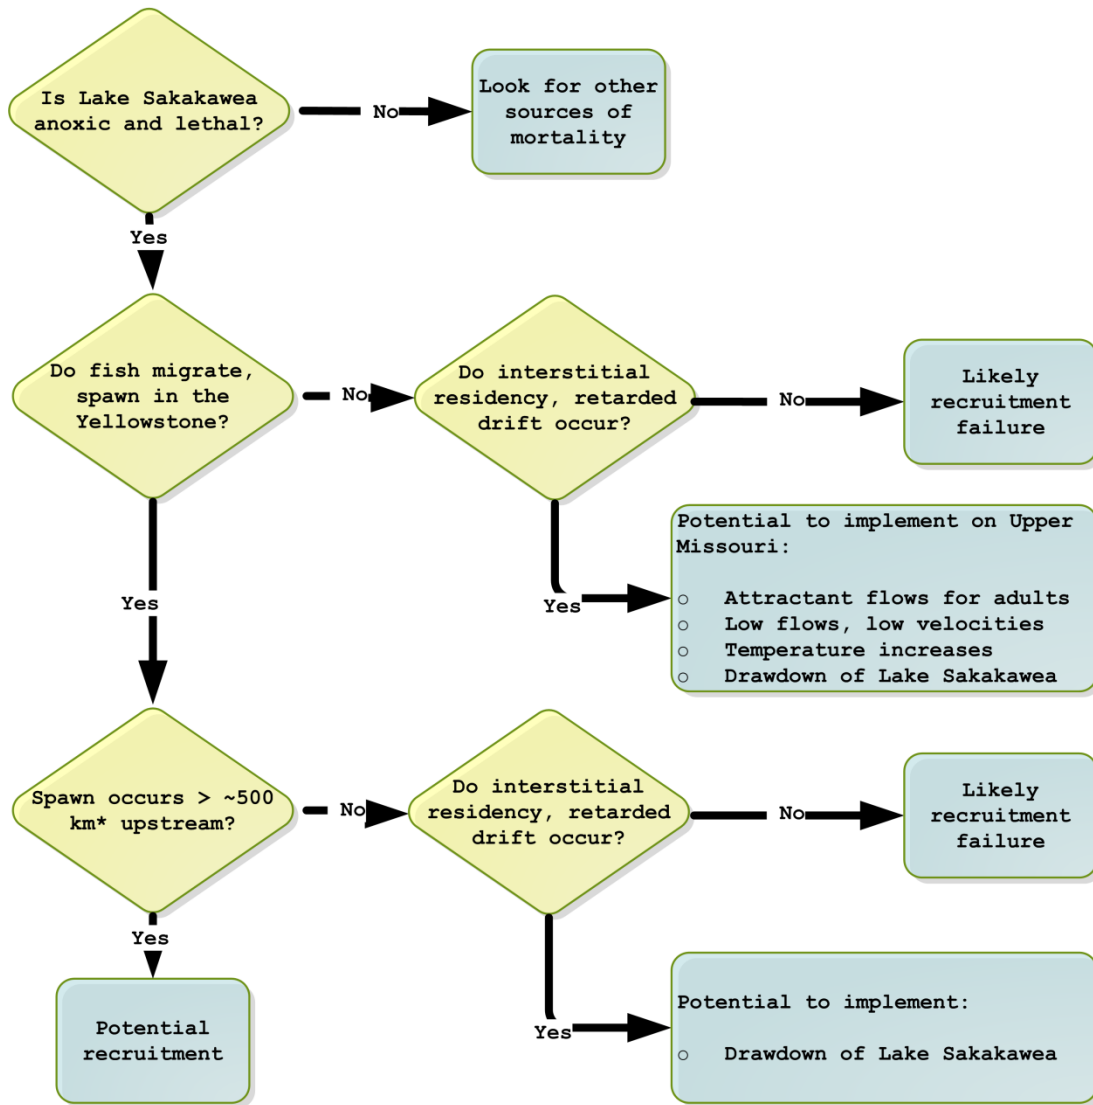 Is Lake Sakakawea
anoxic and lethal?
No
Look for other
sources of
mortality
Yes
Do fish migrate,
spawn in the
Yellowstone?
No
Do interstitial
residency, retarded
drift occur?
No
Likely
recruitment
failure
Yes
Potential to implement on Upper
Missouri:
○ Attractant flows for adults
○ Low flows, low velocities
○ Temperature increases
○ Drawdown of Lake Sakakawea
Yes
Spawn occurs > ~500
km* upstream?
No
Do interstitial
residency, retarded
drift occur?
No
Likely
recruitment
failure
Yes
Potential
recruitment
Yes
Potential to implement:
○ Drawdown of Lake Sakakawea